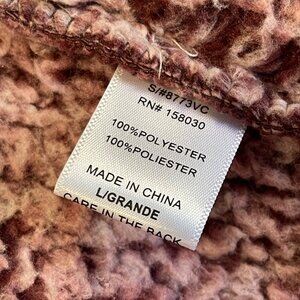 S/#8773VC
RN# 158030
100%POLYESTER
100%POLIESTER
MADE IN CHINA
L/GRANDE
CARE IN THE BACK